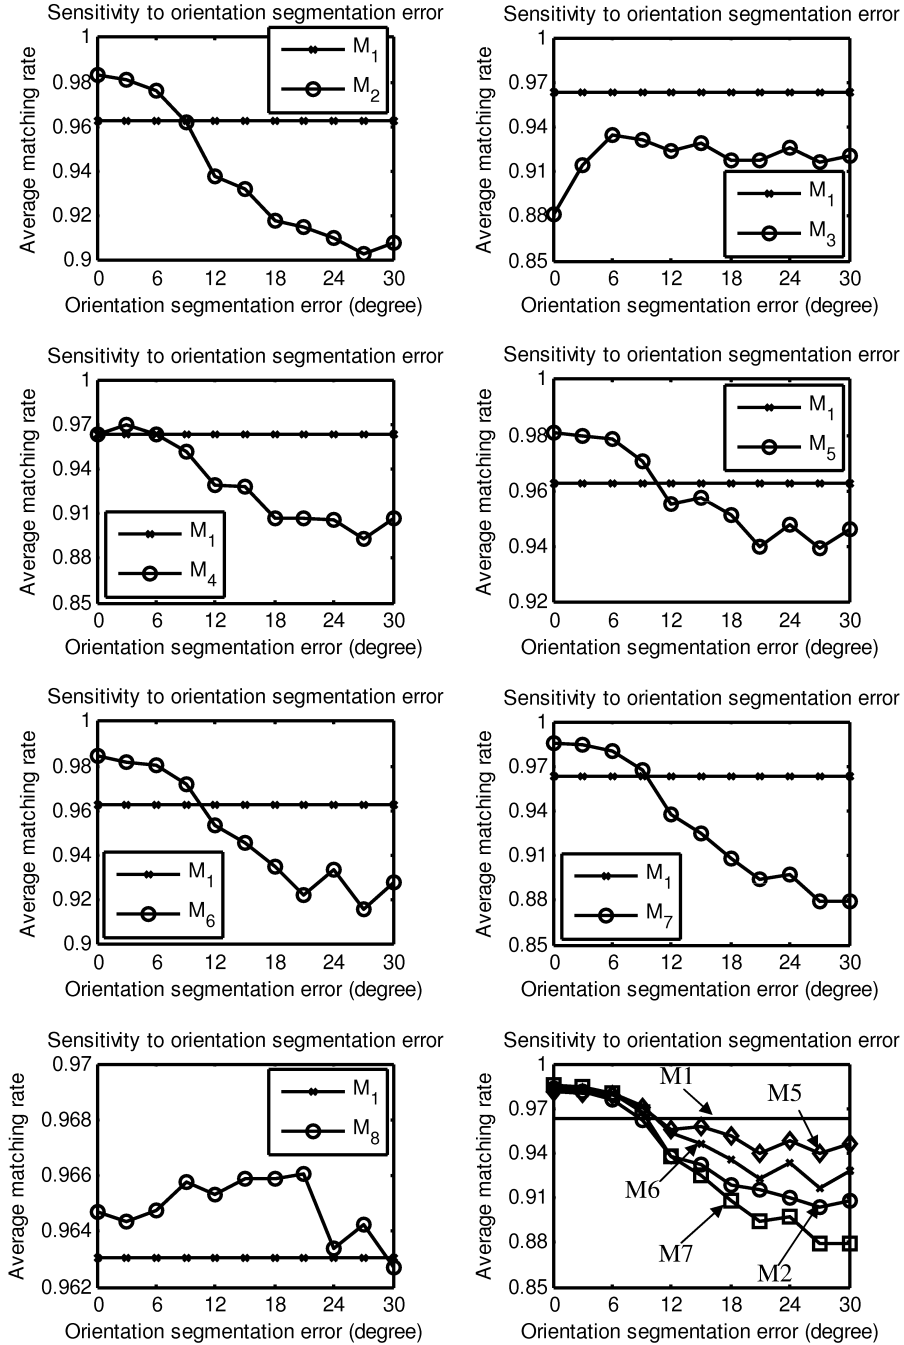 Sensitivity to orientation segmentation error
Average matching rate
1
0.98
0.96
0.94
0.92
0.9
M1
M2
0 6 12 18 24 30
Orientation segmentation error (degree)
Sensitivity to orientation segmentation error
Average matching rate
1
0.97
0.94
0.91
0.88
0.85
M1
M3
0 6 12 18 24 30
Orientation segmentation error (degree)
Sensitivity to orientation segmentation error
Average matching rate
1
0.97
0.94
0.91
0.88
0.85
M1
M4
0 6 12 18 24 30
Orientation segmentation error (degree)
Sensitivity to orientation segmentation error
Average matching rate
1
0.98
0.96
0.94
0.92
M1
M5
0 6 12 18 24 30
Orientation segmentation error (degree)
Sensitivity to orientation segmentation error
Average matching rate
1
0.98
0.96
0.94
0.92
0.9
M1
M6
0 6 12 18 24 30
Orientation segmentation error (degree)
Sensitivity to orientation segmentation error
Average matching rate
1
0.97
0.94
0.91
0.88
0.85
M1
M7
0 6 12 18 24 30
Orientation segmentation error (degree)
Sensitivity to orientation segmentation error
Average matching rate
0.97
0.968
0.966
0.964
0.962
M1
M8
0 6 12 18 24 30
Orientation segmentation error (degree)
Sensitivity to orientation segmentation error
Average matching rate
1
0.97
0.94
0.91
0.88
0.85
M1
M5
M6
M7
M2
0 6 12 18 24 30
Orientation segmentation error (degree)